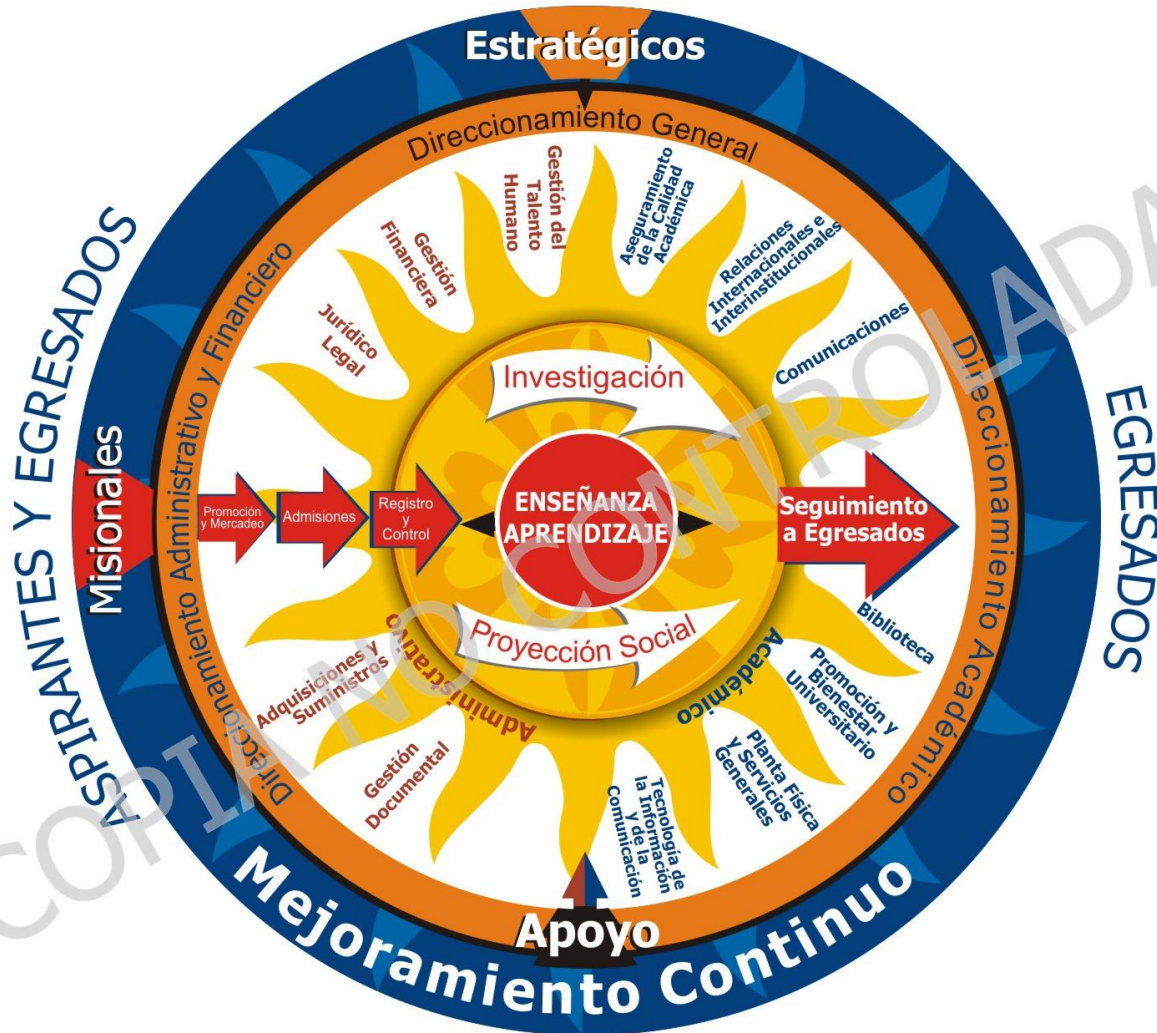 Estratégicos
Direccionamiento General
Direccionamiento Administrativo y Financiero
Direccionamiento Académico
ASPIRANTES Y EGRESADOS
EGRESADOS
Misionales
Gestión del
Talento
Humano
Gestión
Financiera
Jurídico
Legal
Aseguramiento
de la Calidad
Académica
Relaciones
Internacionales e
Interinstitucionales
Comunicaciones
Investigación
Promoción
y Mercadeo
Admisiones
Registro
y
Control
ENSEÑANZA
APRENDIZAJE
Seguimiento
a Egresados
Proyección Social
Administrativo
Académico
Adquisiciones y
Suministros
Gestión
Documental
Biblioteca
Promoción y
Bienestar
Universitario
Planta Física
y Servicios
Generales
Tecnología de
la Información
y de la
Comunicación
Apoyo
Mejoramiento Continuo
COPIA NO CONTROLADA